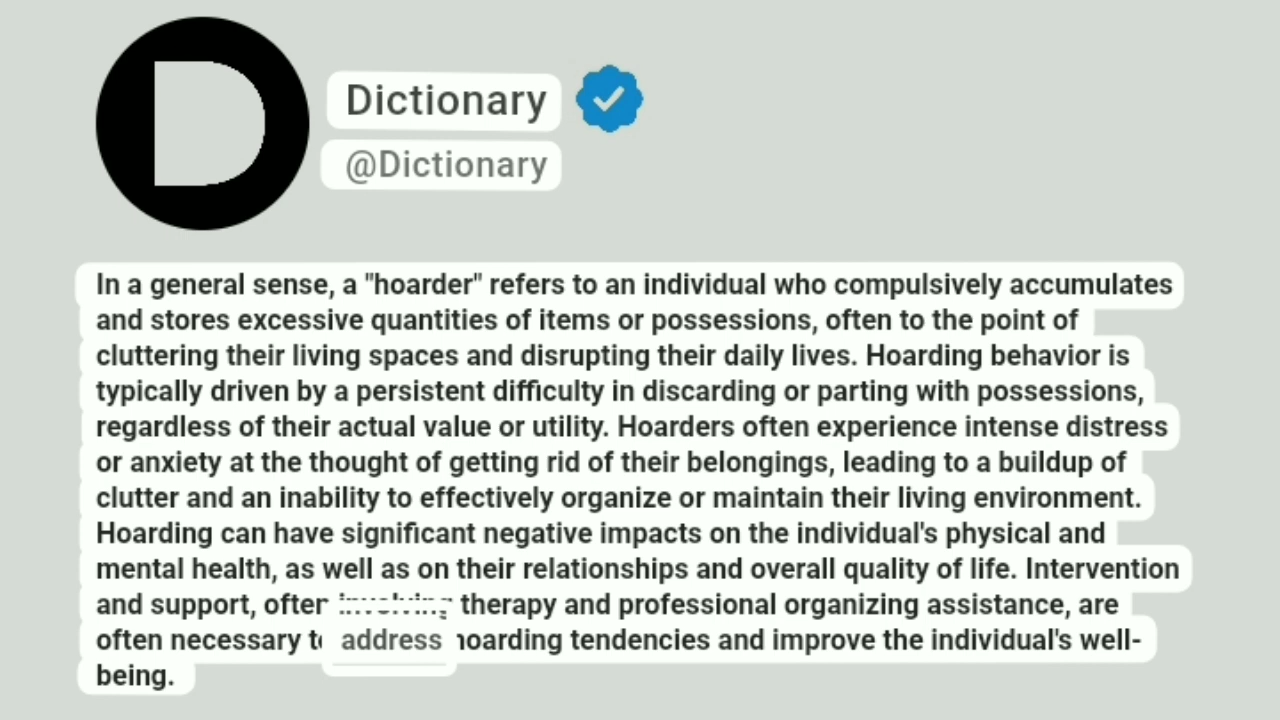 D
Dictionary
@Dictionary
In a general sense, a "hoarder" refers to an individual who compulsively accumulates
and stores excessive quantities of items or possessions, often to the point of
cluttering their living spaces and disrupting their daily lives. Hoarding behavior is
typically driven by a persistent difficulty in discarding or parting with possessions,
regardless of their actual value or utility. Hoarders often experience intense distress
or anxiety at the thought of getting rid of their belongings, leading to a buildup of
clutter and an inability to effectively organize or maintain their living environment.
Hoarding can have significant negative impacts on the individual's physical and
mental health, as well as on their relationships and overall quality of life. Intervention
and support, often involving therapy and professional organizing assistance, are
often necessary to address hoarding tendencies and improve the individual's well-
being.